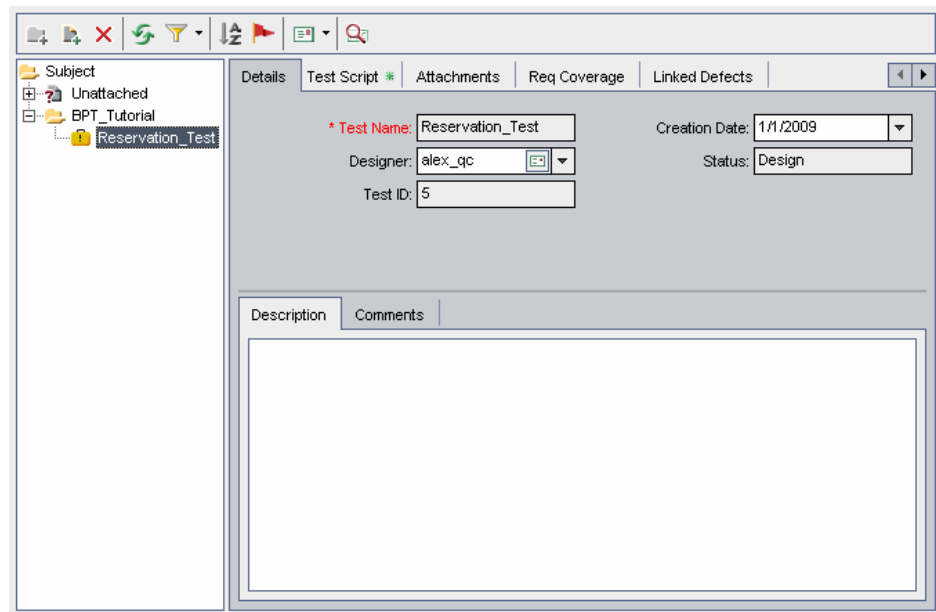 Subject
Unattached
BPT_Tutorial
Reservation_Test
Details Test Script * Attachments Req Coverage Linked Defects
* Test Name: Reservation_Test Creation Date: 1/1/2009
Designer: alex_qc Status: Design
Test ID: 5
Description Comments